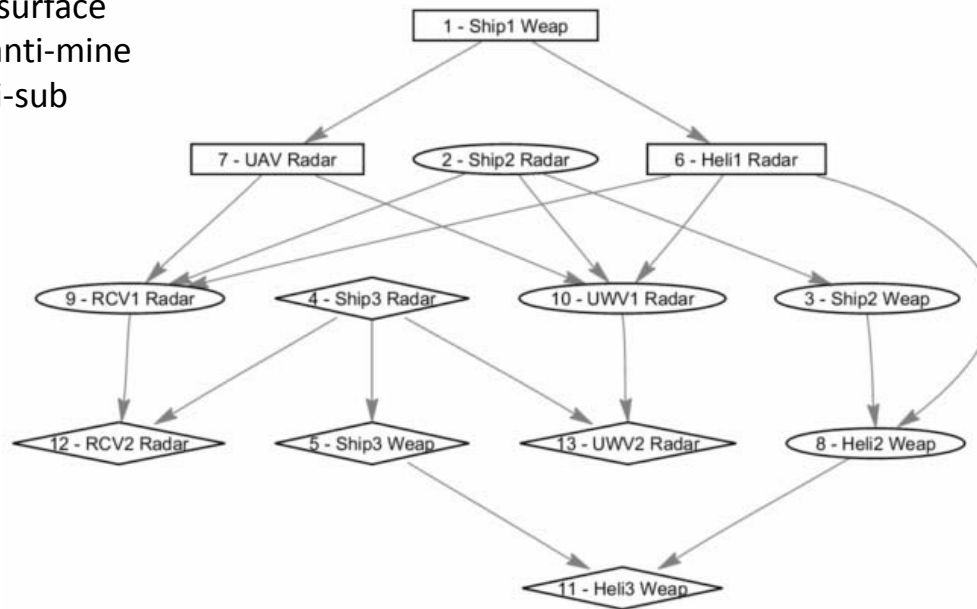 surface
anti-mine
i-sub
1 - Ship1 Weap
7 - UAV Radar
2 - Ship2 Radar
6 - Heli1 Radar
9 - RCV1 Radar
4 - Ship3 Radar
10 - UWV1 Radar
3 - Ship2 Weap
12 - RCV2 Radar
5 - Ship3 Weap
13 - UWV2 Radar
8 - Heli2 Weap
11 - Heli3 Weap